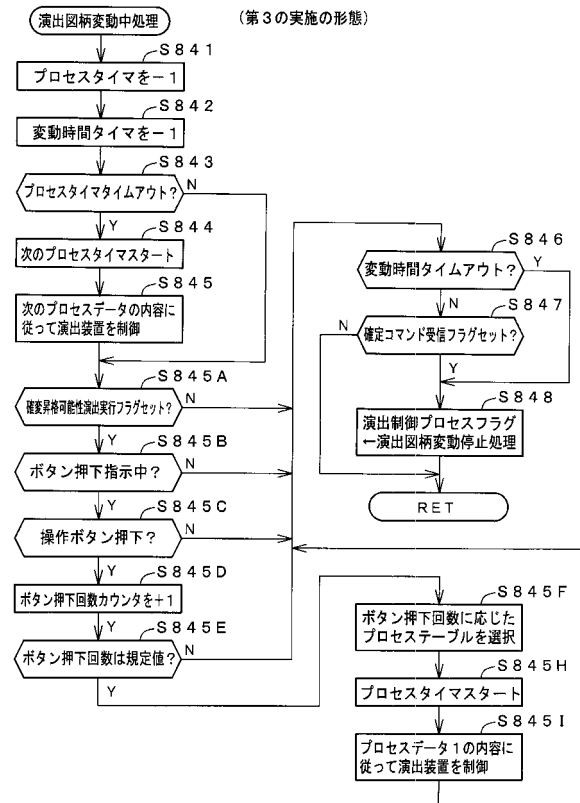 (第3の実施の形態)
演出図柄変動中処理
S841
プロセスタイマを－1
S842
変動時間タイマを－1
S843
プロセスタイマタイムアウト？
N
Y
S844
次のプロセスタイマスタート
S845
次のプロセスデータの内容に
従って演出装置を制御
S845A
確変昇格可能性演出実行フラグセット？
N
Y
S845B
ボタン押下指示中？
N
Y
S845C
操作ボタン押下？
N
Y
S845D
ボタン押下回数カウンタを＋1
Y
S845E
ボタン押下回数は規定値？
N
Y
S846
変動時間タイムアウト？
Y
N
S847
確定コマンド受信フラグセット？
N
Y
S848
演出制御プロセスフラグ
←演出図柄変動停止処理
RET
S845F
ボタン押下回数に応じた
プロセステーブルを選択
S845H
プロセスタイマスタート
S845I
プロセスデータ1の内容に
従って演出装置を制御